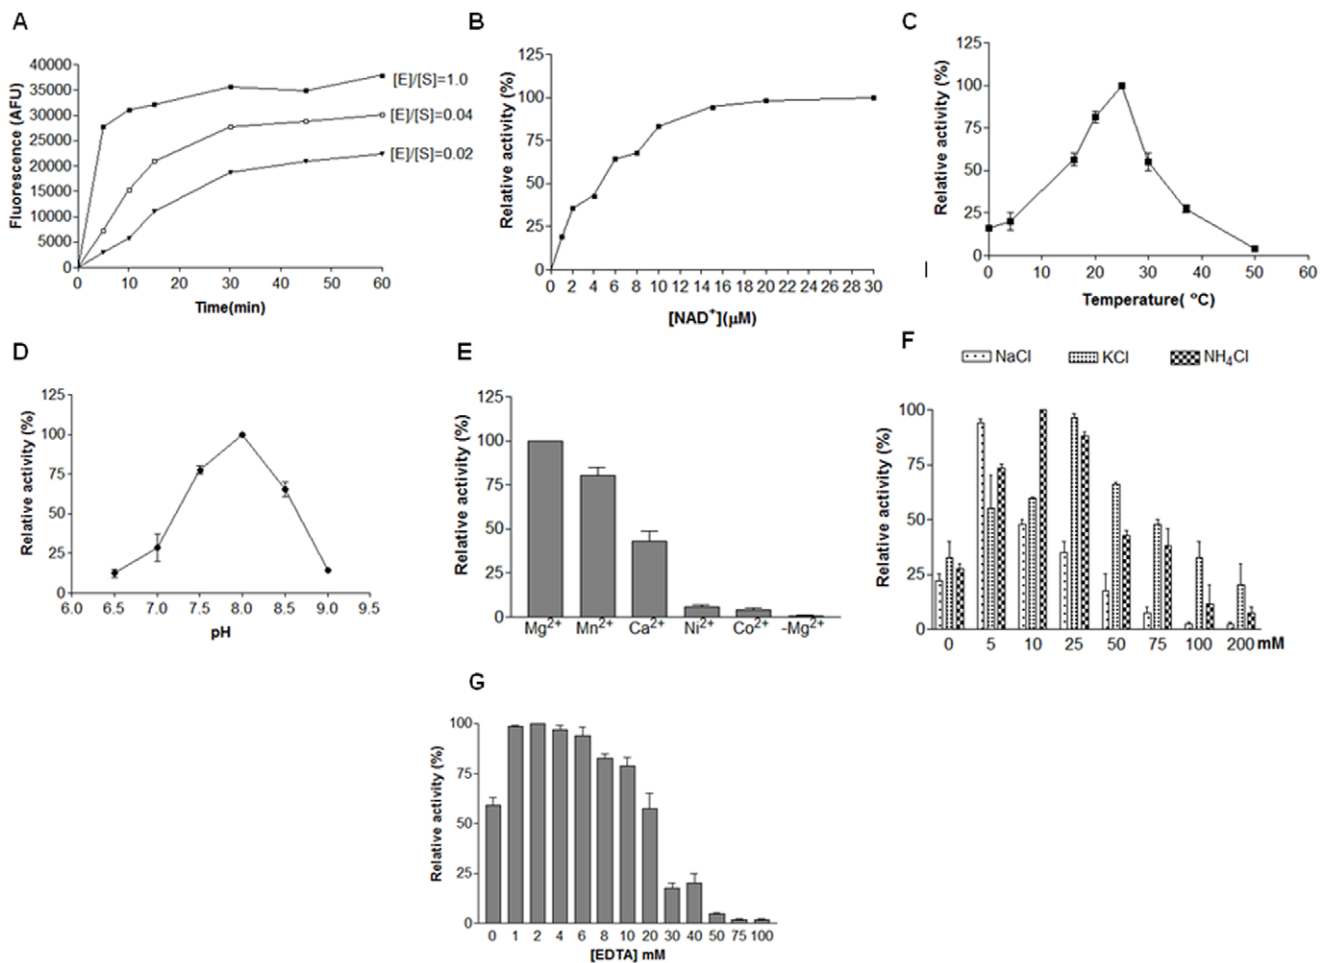 A
Fluorescence (AFU)
40000
35000
30000
25000
20000
15000
10000
5000
0
[E]/[S]=1.0
[E]/[S]=0.04
[E]/[S]=0.02
0 10 20 30 40 50 60
Time(min)
B
Relative activity (%)
125
100
75
50
25
0
0 2 4 6 8 10 12 14 16 18 20 22 24 26 28 30
[NAD+](μM)
C
Relative activity (%)
125
100
75
50
25
0
0 10 20 30 40 50 60
Temperature( ºC)
D
Relative activity (%)
125
100
75
50
25
0
6.0 6.5 7.0 7.5 8.0 8.5 9.0 9.5
pH
E
Relative activity (%)
125
100
75
50
25
0
Mg2+ Mn2+ Ca2+ Ni2+ Co2+ -Mg2+
F
NaCl KCl NH4Cl
Relative activity (%)
100
75
50
25
0
0 5 10 25 50 75 100 200 mM
G
Relative activity (%)
100
75
50
25
0
0 1 2 4 6 8 10 20 30 40 50 75 100
[EDTA] mM